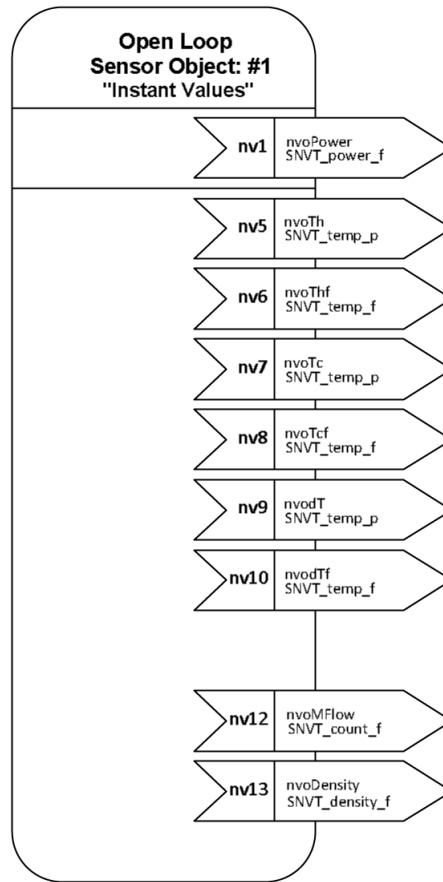 Open Loop
Sensor Object: #1
"Instant Values"
nv1
nvoPower
SNVT_power_f
nv5
nvoTh
SNVT_temp_p
nv6
nvoThf
SNVT_temp_f
nv7
nvoTc
SNVT_temp_p
nv8
nvoTcf
SNVT_temp_f
nv9
nvodT
SNVT_temp_p
nv10
nvodTf
SNVT_temp_f
nv12
nvoMFlow
SNVT_count_f
nv13
nvoDensity
SNVT_density_f